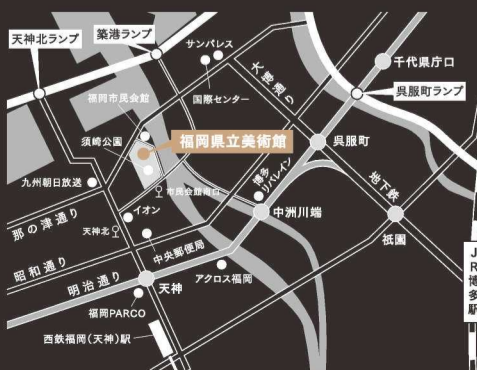 天神北ランプ
築港ランプ
サンパレス
千代県庁口
大博通り
福岡市民会館
国際センター
呉服町ランプ
須崎公園
福岡県立美術館
呉服町
九州朝日放送
市民会館南口
博多
リバレイン
地下鉄
那の津通り
イオン
中洲川端
天神北
祇園
昭和通り
中央郵便局
JR博多駅
明治通り
アクロス福岡
天神
福岡PARCO
西鉄福岡(天神)駅